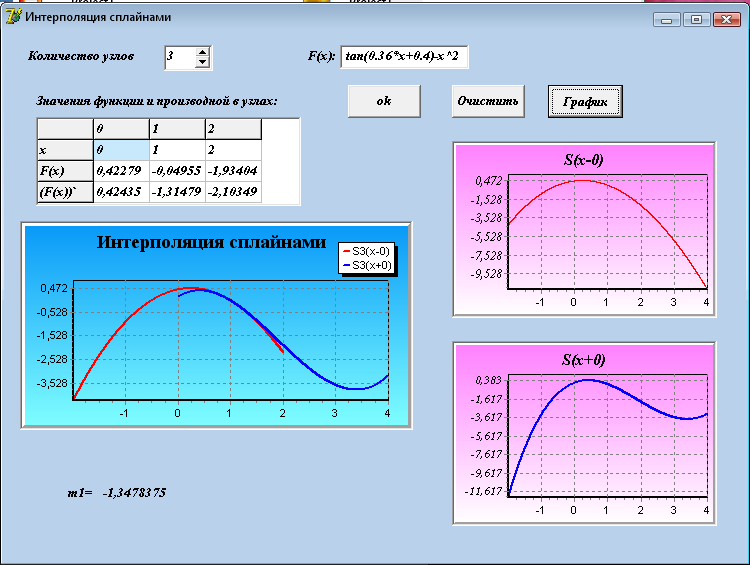 Интерполяция сплайнами
Количество узлов 3 F(x): tan(0.36*x+0.4)-x^2
Значения функции и производной в узлах: ok Очистить График
0 1 2
x 0 1 2
F(x) 0,42279 -0,04955 -1,93404
(F(x))` 0,42435 -1,31479 -2,10349
S(x-0)
0,472
-1,528
-3,528
-5,528
-7,528
-9,528
-1 0 1 2 3 4
Интерполяция сплайнами
S3(x-0)
S3(x+0)
0,472
-0,528
-1,528
-2,528
-3,528
-1 0 1 2 3 4
S(x+0)
0,383
-1,617
-3,617
-5,617
-7,617
-9,617
-11,617
-1 0 1 2 3 4
m1= -1,3478375